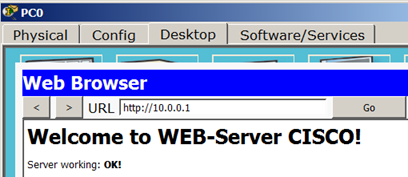 PC0
Physical Config Desktop Software/Services
Web Browser
< > URL http://10.0.0.1 Go
Welcome to WEB-Server CISCO!
Server working: OK!